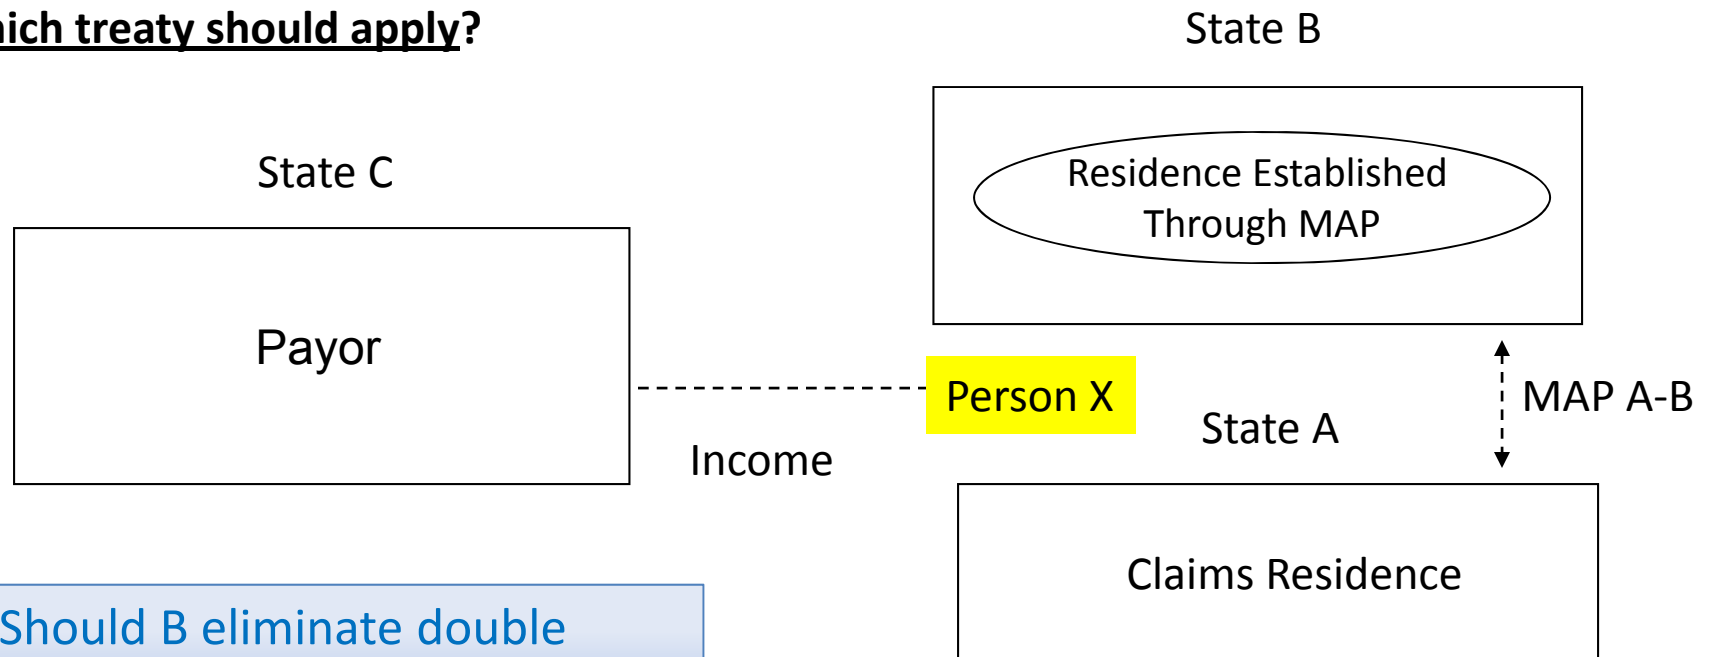 which treaty should apply?
State B
Residence Established
Through MAP
State C
Payor
Person X
MAP A-B
State A
Income
Claims Residence
Should B eliminate double